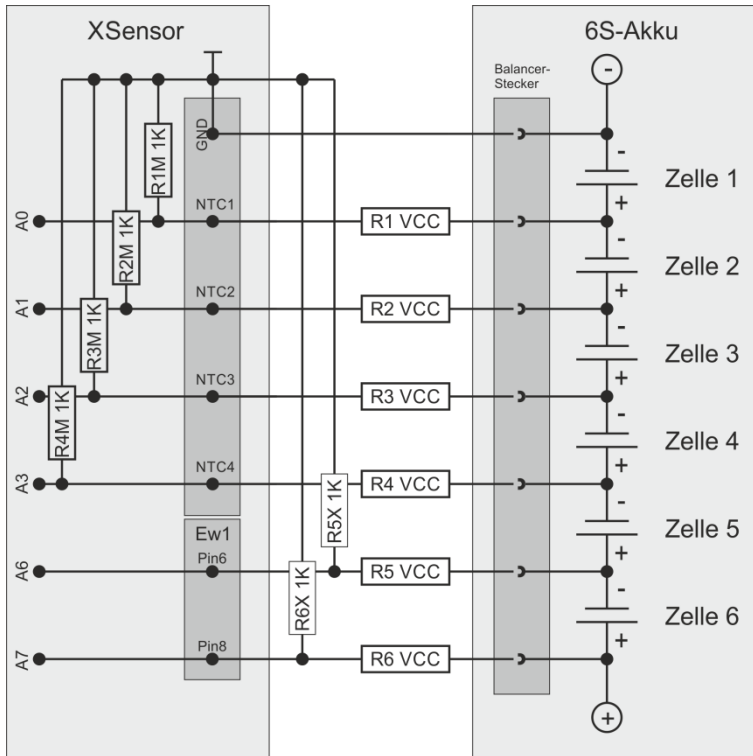 XSensor
6S-Akku
Balancer-
Stecker
-
GND
-
Zelle 1
+
R1M 1K
A0
NTC1
R1 VCC
-
Zelle 2
+
R2M 1K
A1
NTC2
R2 VCC
-
Zelle 3
+
R3M 1K
A2
NTC3
R3 VCC
-
Zelle 4
+
R4M 1K
A3
NTC4
R4 VCC
-
Zelle 5
+
R5X 1K
Ew1
A6
Pin6
R5 VCC
-
Zelle 6
+
R6X 1K
A7
Pin8
R6 VCC
+